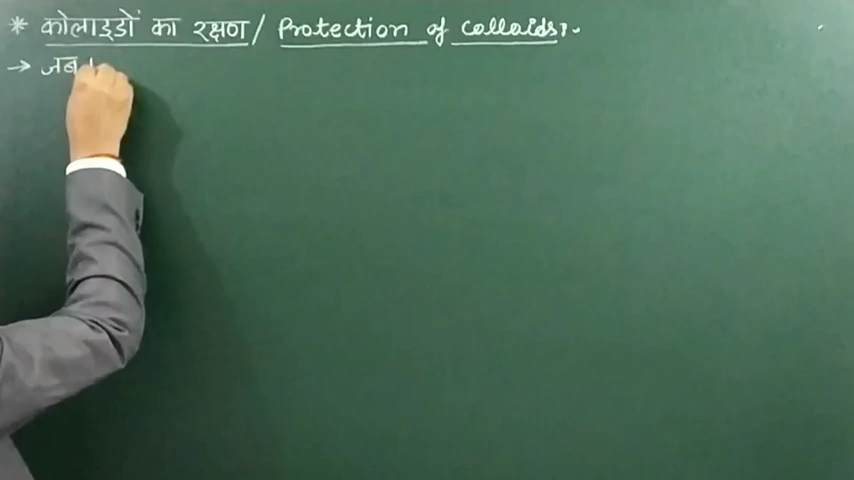 * कोलाइडों का रक्षण / Protection of Colloids:-
→ जब